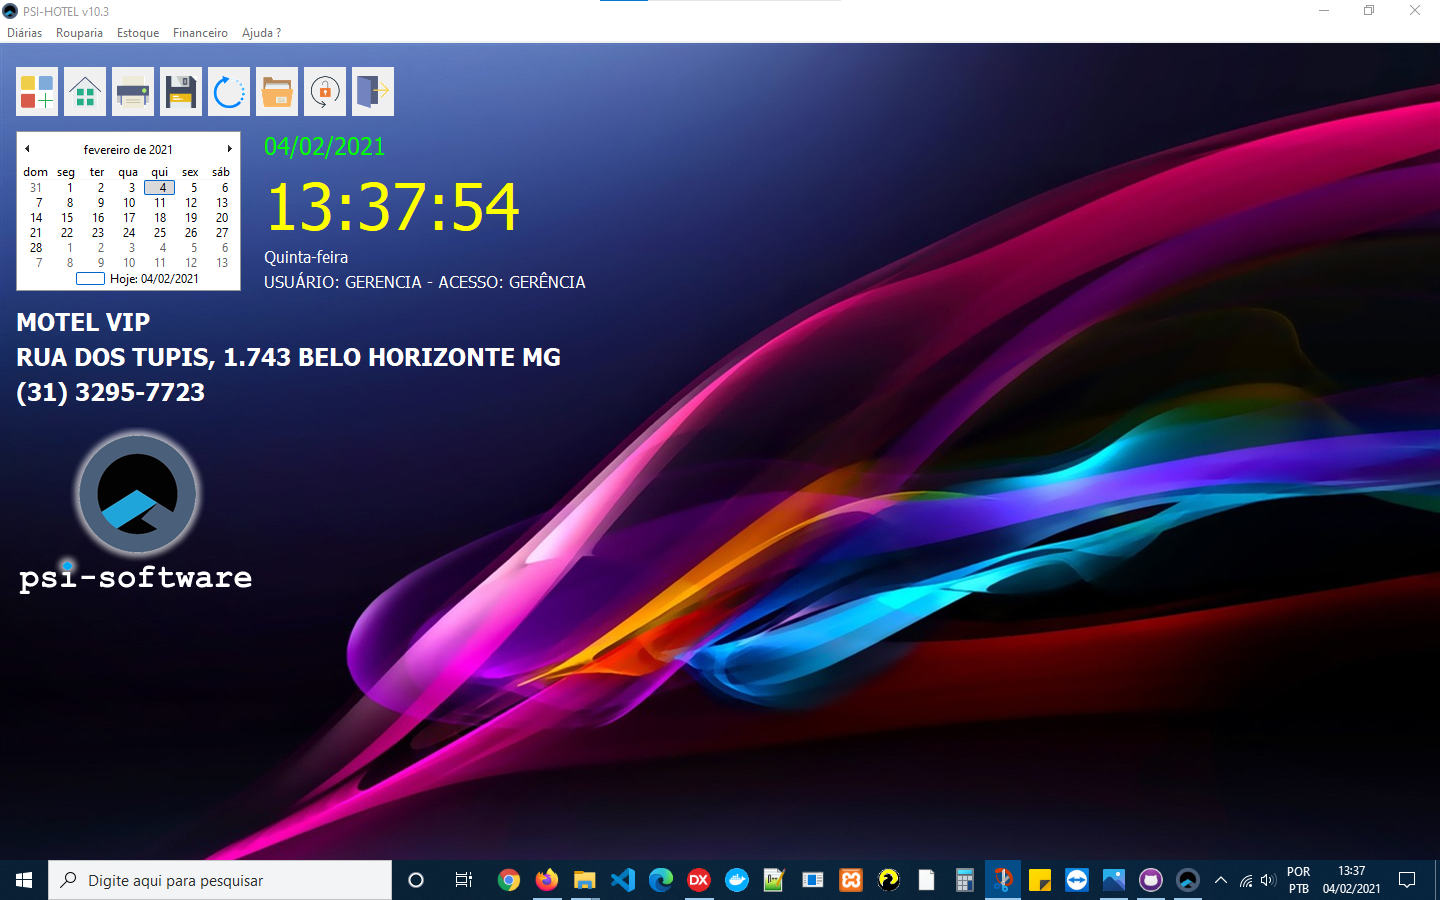 PSI-HOTEL v10.3
Diárias Rouparia Estoque Financeiro Ajuda ?
fevereiro de 2021
dom seg ter qua qui sex sáb
31 1 2 3 4 5 6
7 8 9 10 11 12 13
14 15 16 17 18 19 20
21 22 23 24 25 26 27
28 1 2 3 4 5 6
7 8 9 10 11 12 13
Hoje: 04/02/2021
04/02/2021
13:37:54
Quinta-feira
USUÁRIO: GERENCIA - ACESSO: GERÊNCIA
MOTEL VIP
RUA DOS TUPIS, 1.743 BELO HORIZONTE MG
(31) 3295-7723
psi-software
Digite aqui para pesquisar
DX
POR
PTB
13:37
04/02/2021